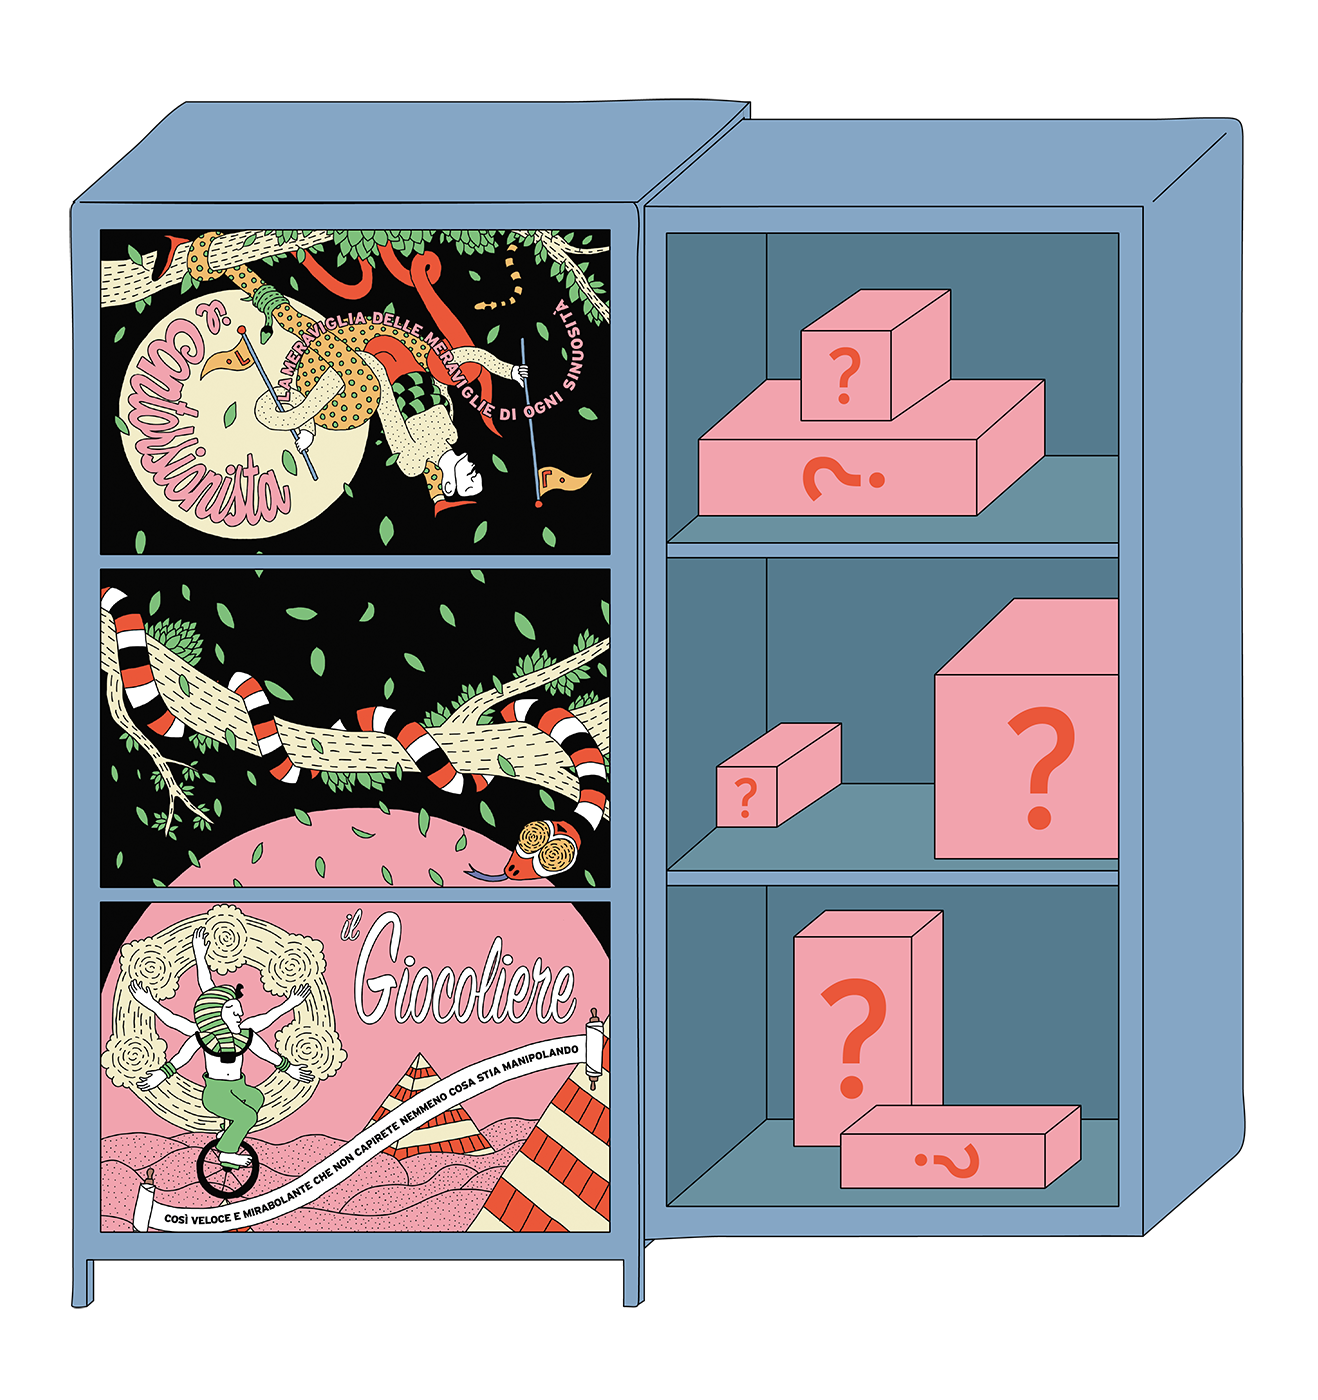 il
Contorsionista
LA MERAVIGLIA DELLE MERAVIGLIE DI OGNI SINUOSITÀ
L
L
il
Giocoliere
COSÌ VELOCE E MIRABOLANTE CHE NON CAPIRETE NEMMENO COSA STIA MANIPOLANDO
?
?
?
?
?
?